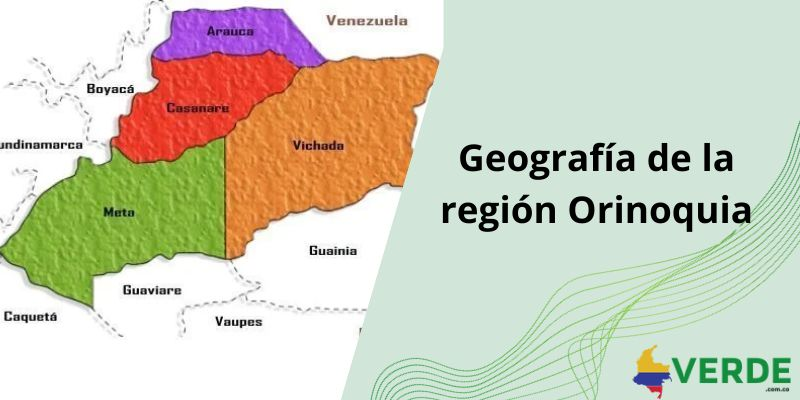 Arauca
Venezuela
Boyacá
Casanare
undinamarca
Vichada
Meta
Guainia
Guaviare
Caquetá
Vaupes
Geografía de la
región Orinoquia
VERDE
.com.co